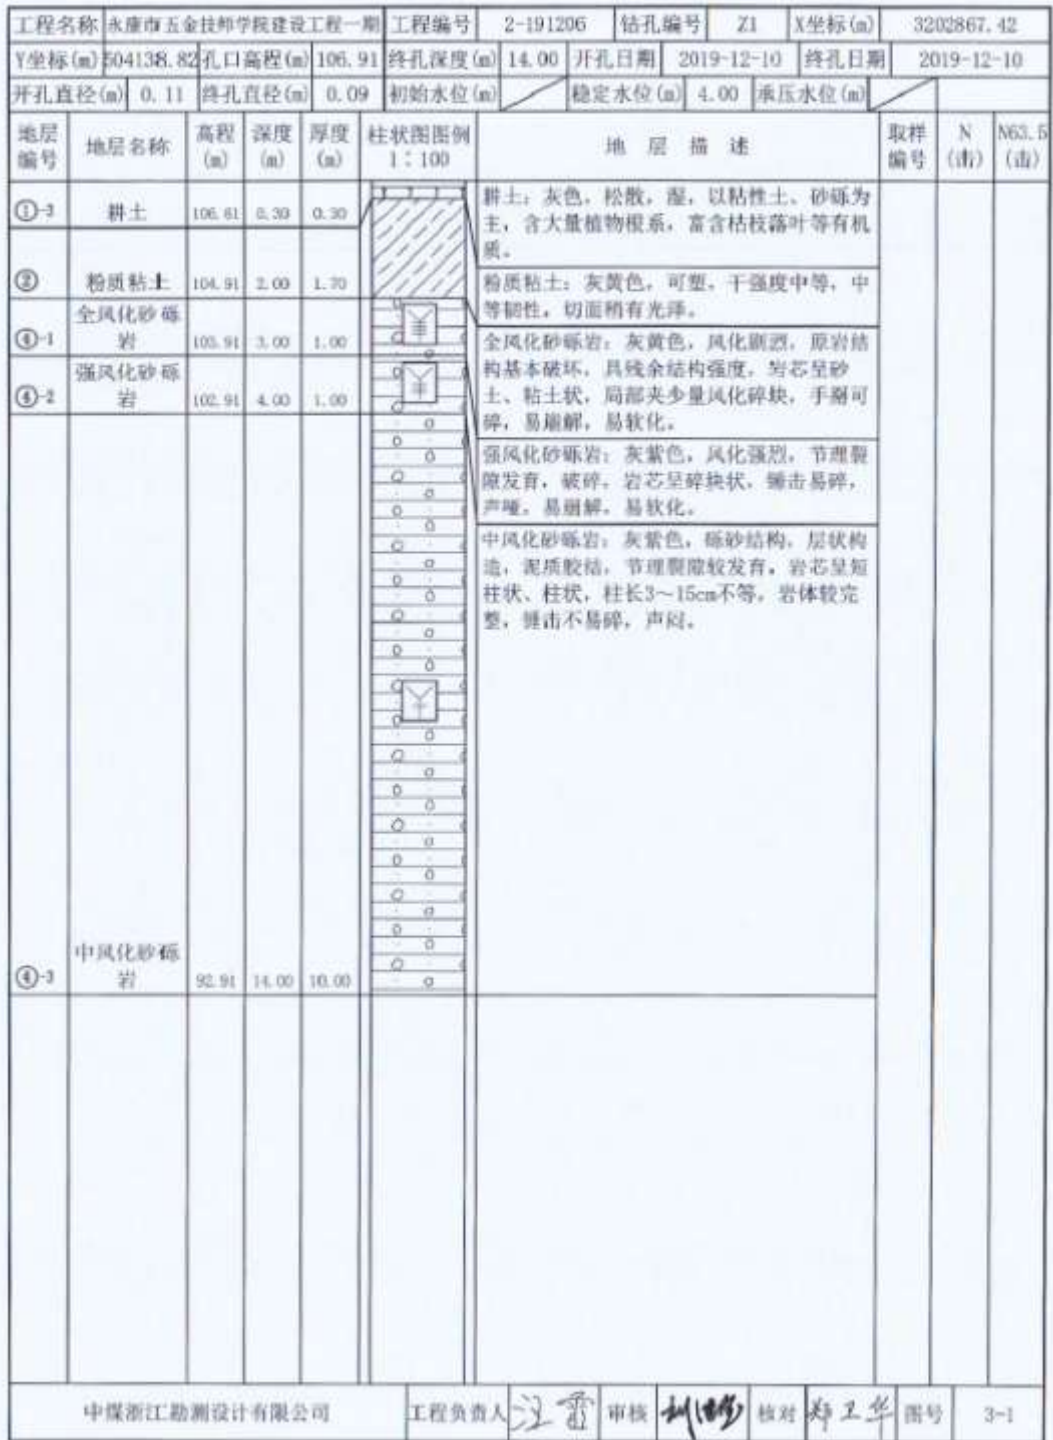 工程名称 永康市五金技师学院建设工程一期 工程编号 2-191206 钻孔编号 Z1 X坐标(m) 3202867.42
Y坐标(m) 504138.82 孔口高程(m) 106.91 终孔深度(m) 14.00 开孔日期 2019-12-10 终孔日期 2019-12-10
开孔直径(m) 0.11 终孔直径(m) 0.09 初始水位(m) 稳定水位(m) 4.00 承压水位(m)
地层编号 地层名称 高程(m) 深度(m) 厚度(m) 柱状图图例 1:100 地 层 描 述 取样编号 N(击) N63.5(击)
①-3 耕土 106.61 0.30 0.30
耕土：灰色，松散，湿，以粘性土、砂砾为
主，含大量植物根系，富含枯枝落叶等有机
质。
② 粉质粘土 104.91 2.00 1.70
粉质粘土：灰黄色，可塑，干强度中等，中
等韧性，切面稍有光泽。
④-1 全风化砂砾岩 103.91 3.00 1.00
全风化砂砾岩：灰黄色，风化剧烈，原岩结
构基本破坏，具残余结构强度，岩芯呈砂
土、粘土状，局部夹少量风化碎块，手掰可
碎，易崩解，易软化。
④-2 强风化砂砾岩 102.91 4.00 1.00
强风化砂砾岩：灰紫色，风化强烈，节理裂
隙发育，破碎，岩芯呈碎块状，锤击易碎，
声哑，易崩解，易软化。
④-3 中风化砂砾岩 92.91 14.00 10.00
中风化砂砾岩：灰紫色，砾砂结构，层状构
造，泥质胶结，节理裂隙较发育，岩芯呈短
柱状、柱状，柱长3～15cm不等，岩体较完
整，锤击不易碎，声闷。
中煤浙江勘测设计有限公司 工程负责人 汪 审核 核对 郑卫华 图号 3-1